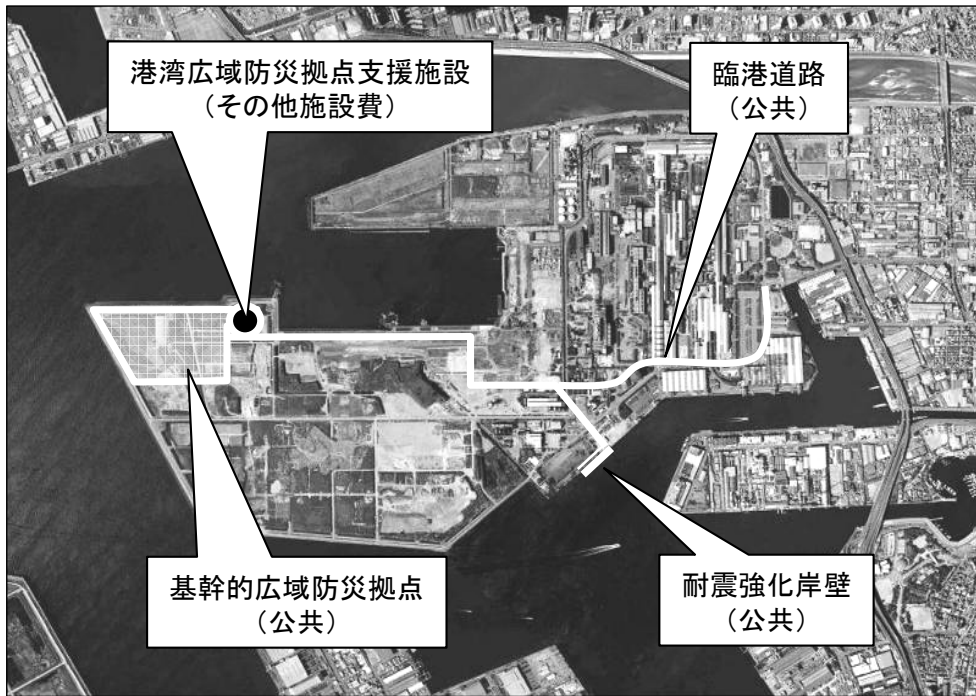 港湾広域防災拠点支援施設
（その他施設費）
臨港道路
（公共）
基幹的広域防災拠点
（公共）
耐震強化岸壁
（公共）